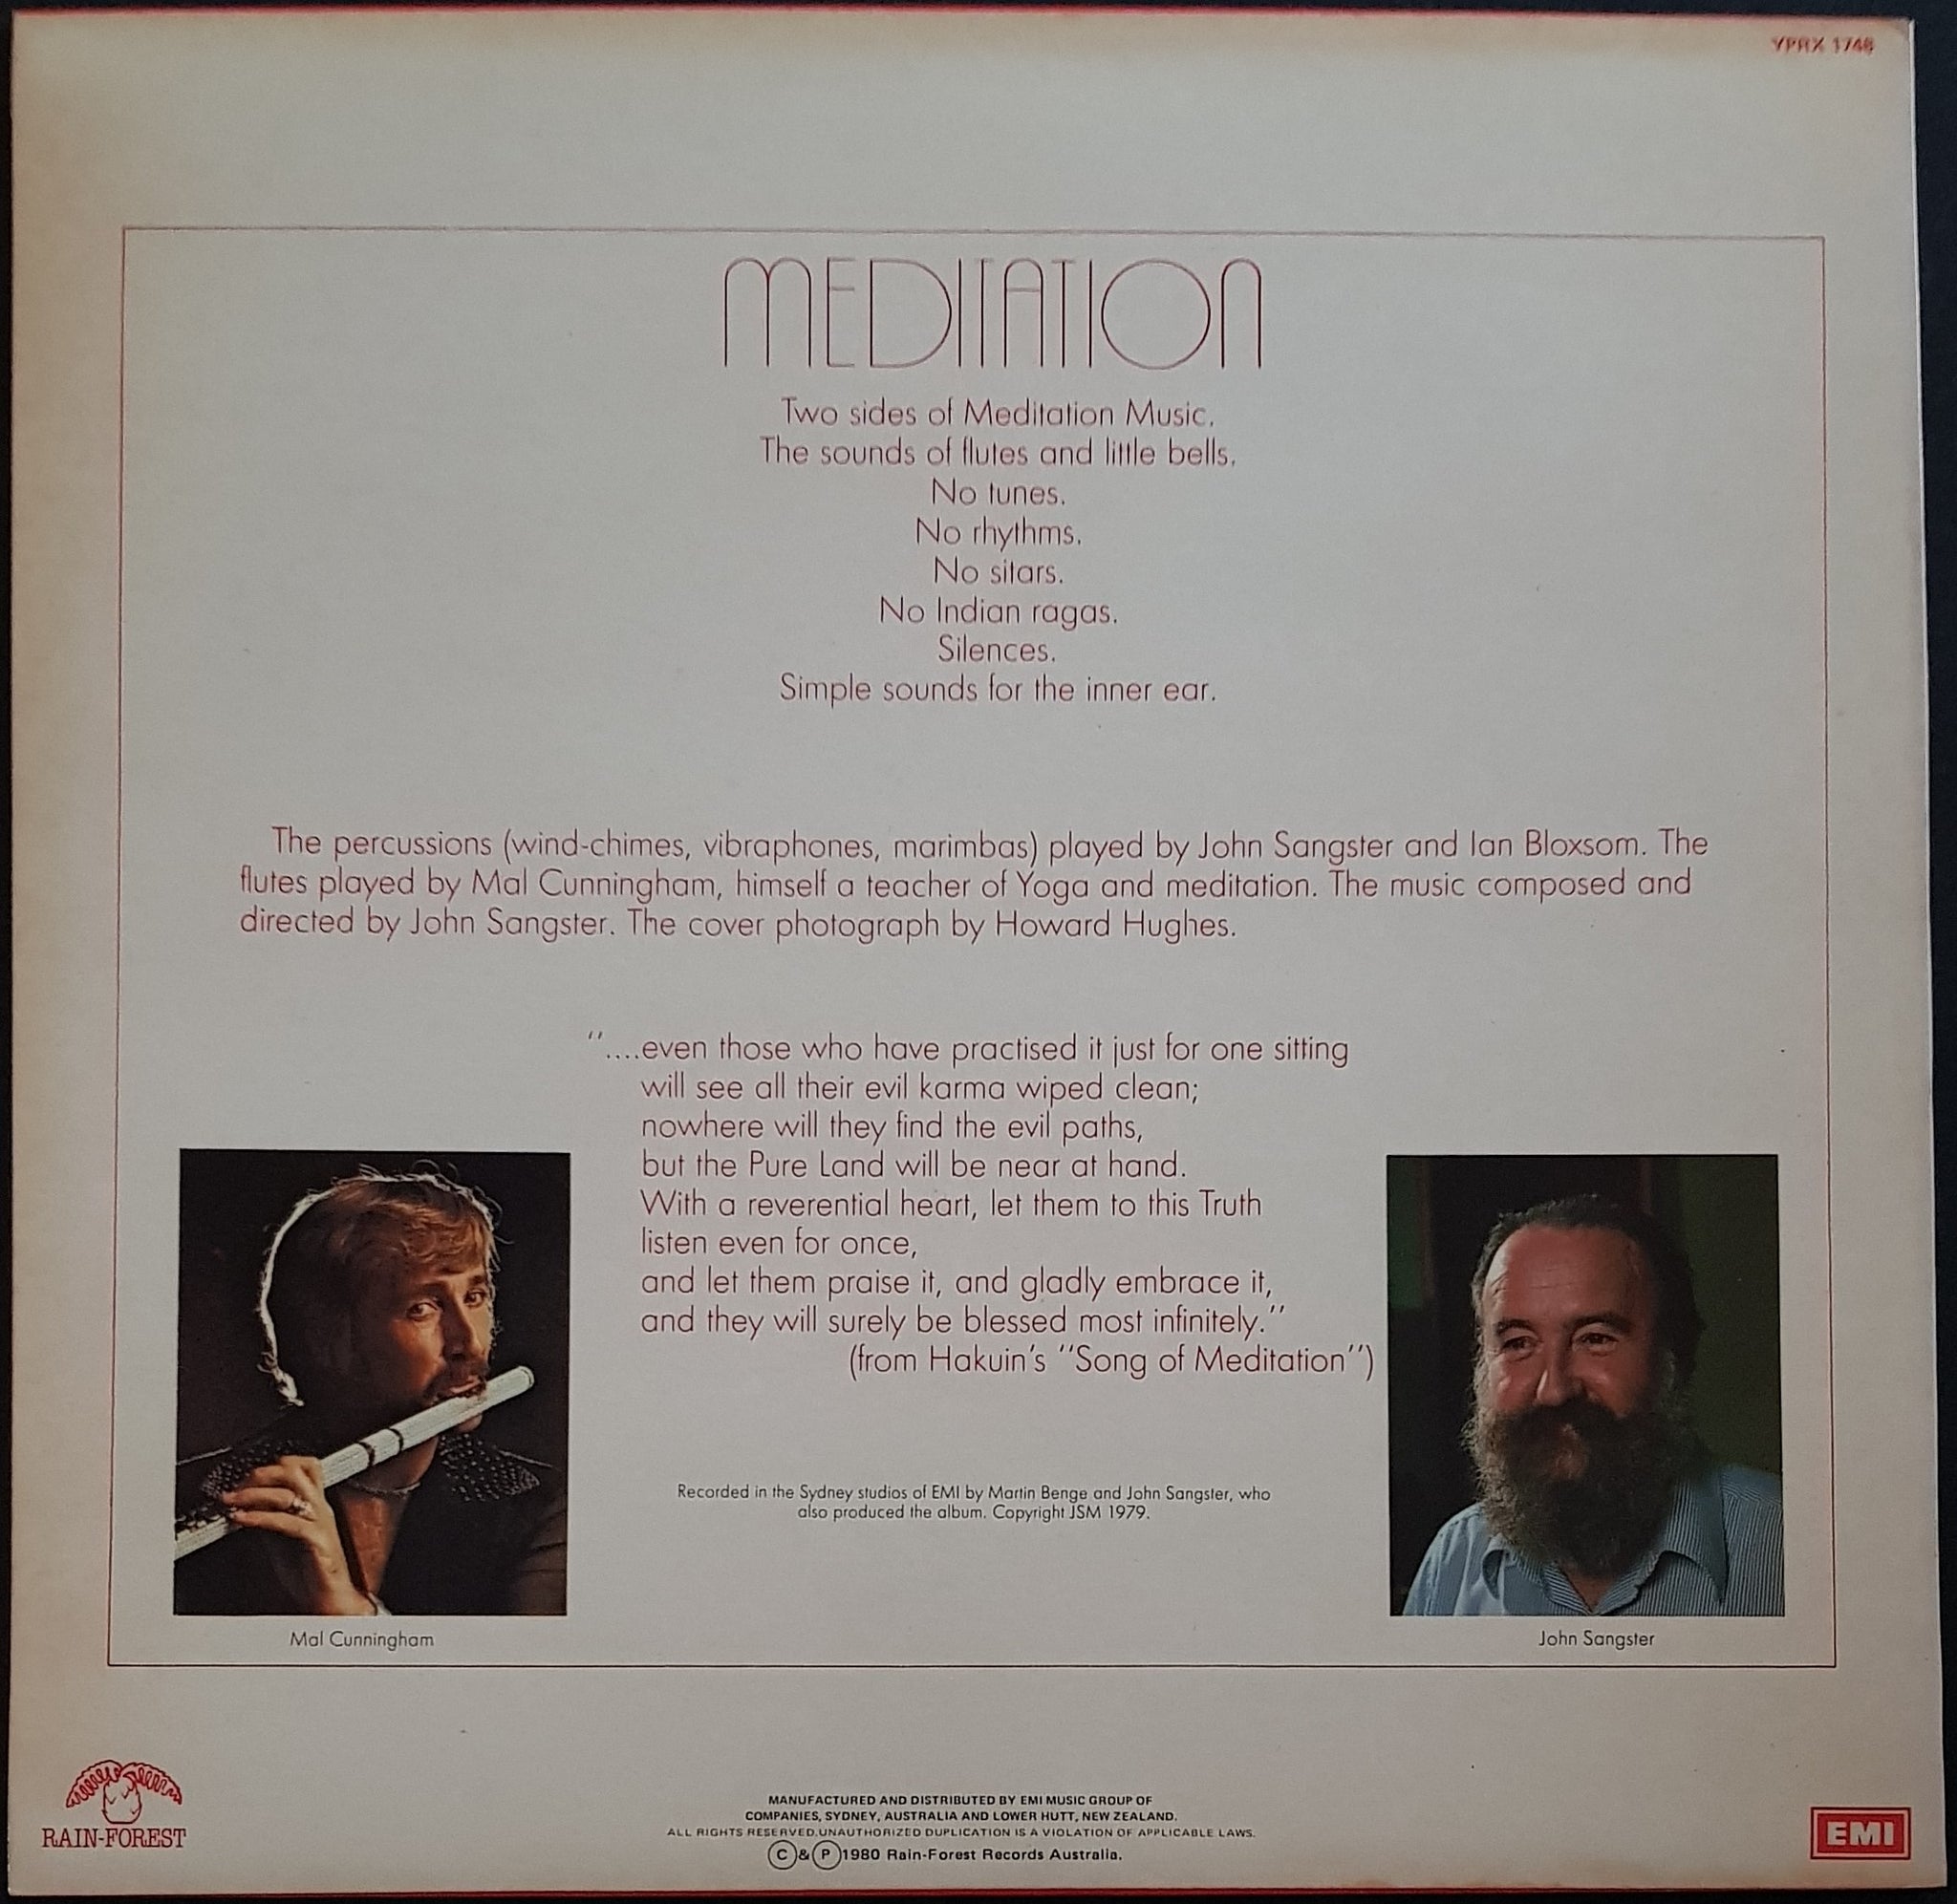 YPRX 1748
MEDITATION
Two sides of Meditation Music.
The sounds of flutes and little bells.
No tunes.
No rhythms.
No sitars.
No Indian ragas.
Silences.
Simple sounds for the inner ear.
The percussions (wind-chimes, vibraphones, marimbas) played by John Sangster and Ian Bloxsom. The
flutes played by Mal Cunningham, himself a teacher of Yoga and meditation. The music composed and
directed by John Sangster. The cover photograph by Howard Hughes.
"....even those who have practised it just for one sitting
will see all their evil karma wiped clean;
nowhere will they find the evil paths,
but the Pure Land will be near at hand.
With a reverential heart, let them to this Truth
listen even for once,
and let them praise it, and gladly embrace it,
and they will surely be blessed most infinitely."
(from Hakuin's "Song of Meditation")
Recorded in the Sydney studios of EMI by Martin Benge and John Sangster, who
also produced the album. Copyright JSM 1979.
Mal Cunningham
John Sangster
RAIN-FOREST
MANUFACTURED AND DISTRIBUTED BY EMI MUSIC GROUP OF
COMPANIES, SYDNEY, AUSTRALIA AND LOWER HUTT, NEW ZEALAND.
ALL RIGHTS RESERVED. UNAUTHORIZED DUPLICATION IS A VIOLATION OF APPLICABLE LAWS.
Ⓒ&Ⓟ1980 Rain-Forest Records Australia.
EMI